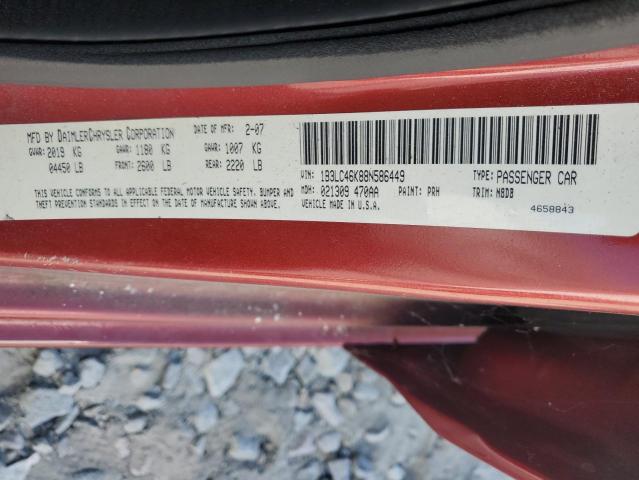 MFD BY DAIMLERCHRYSLER CORPORATION DATE OF MFR: 2-07
GVWR: 2019 KG GAWR: 1180 KG GAWR: 1007 KG
04450 LB FRONT: 2600 LB REAR: 2220 LB
THIS VEHICLE CONFORMS TO ALL APPLICABLE FEDERAL MOTOR VEHICLE SAFETY, BUMPER AND
THEFT PREVENTION STANDARDS IN EFFECT ON THE DATE OF MANUFACTURE SHOWN ABOVE.
VIN: 1B3LC46K88N586449 TYPE: PASSENGER CAR
MDH: 021309 470AA PAINT: PRH TRIM: N8D8
VEHICLE MADE IN U.S.A. 4658843